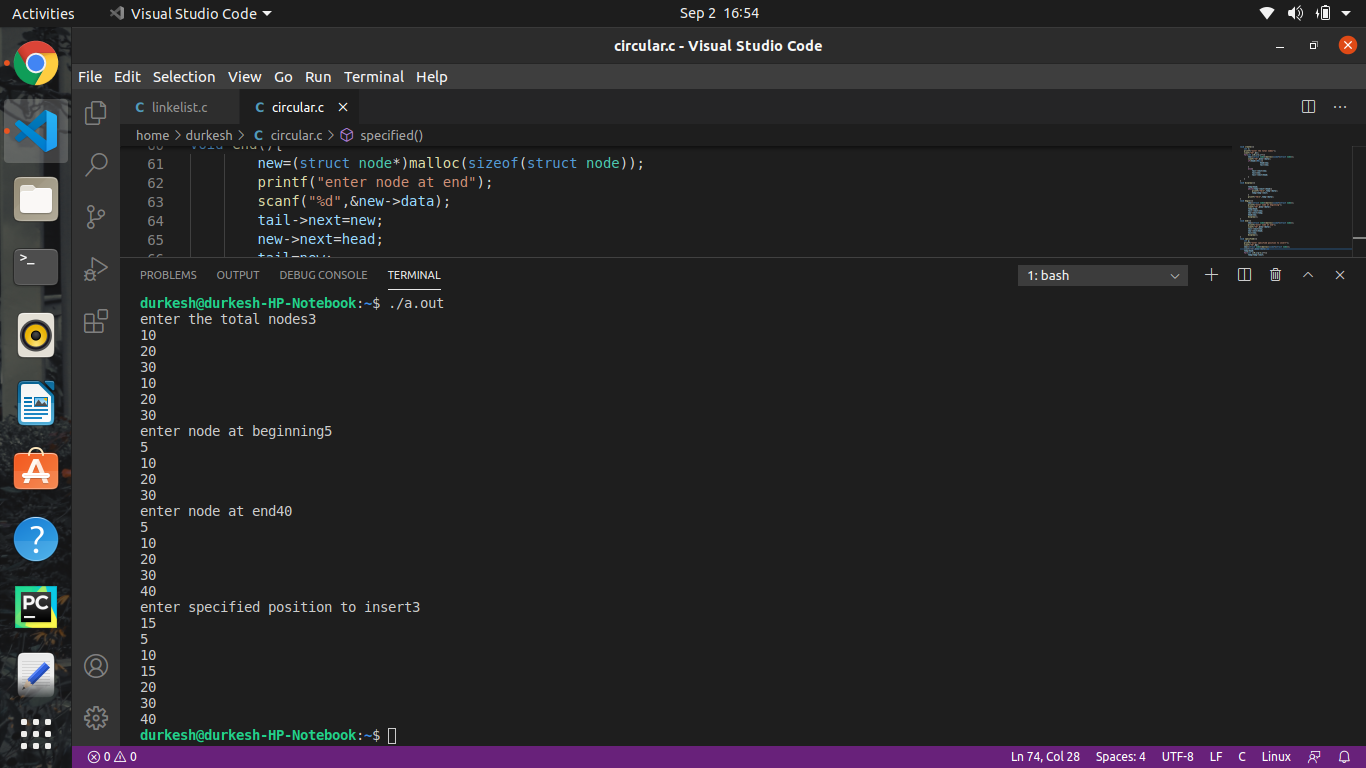 Activities Visual Studio Code Sep 2 16:54
circular.c - Visual Studio Code
File Edit Selection View Go Run Terminal Help
C linkelist.c C circular.c
home > durkesh > C circular.c > specified()
60 void end(){
61 new=(struct node*)malloc(sizeof(struct node));
62 printf("enter node at end");
63 scanf("%d",&new->data);
64 tail->next=new;
65 new->next=head;
66 tail=new;
PROBLEMS OUTPUT DEBUG CONSOLE TERMINAL 1: bash
durkesh@durkesh-HP-Notebook:~$ ./a.out
enter the total nodes3
10
20
30
10
20
30
enter node at beginning5
5
10
20
30
enter node at end40
5
10
20
30
40
enter specified position to insert3
15
5
10
15
20
30
40
durkesh@durkesh-HP-Notebook:~$
PC
0 0 Ln 74, Col 28 Spaces: 4 UTF-8 LF C Linux